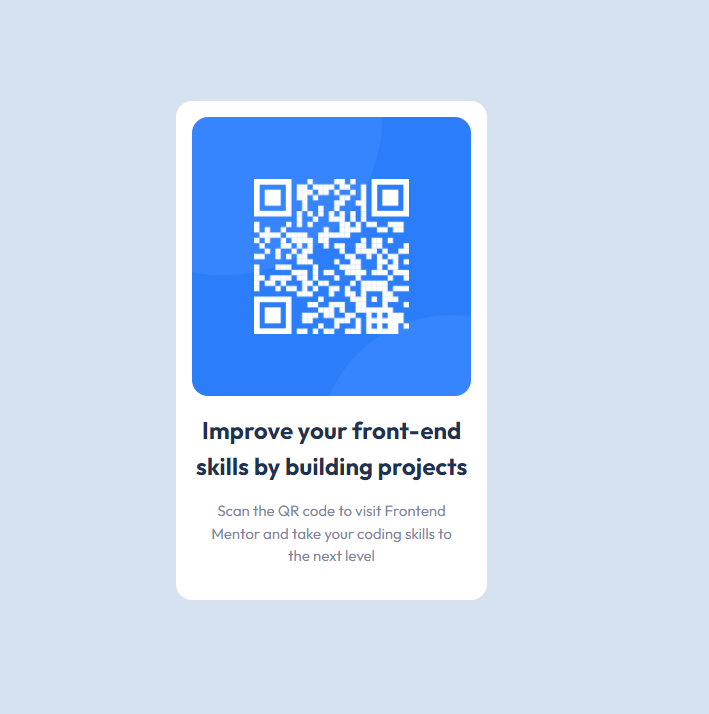 Improve your front-end
skills by building projects
Scan the QR code to visit Frontend
Mentor and take your coding skills to
the next level